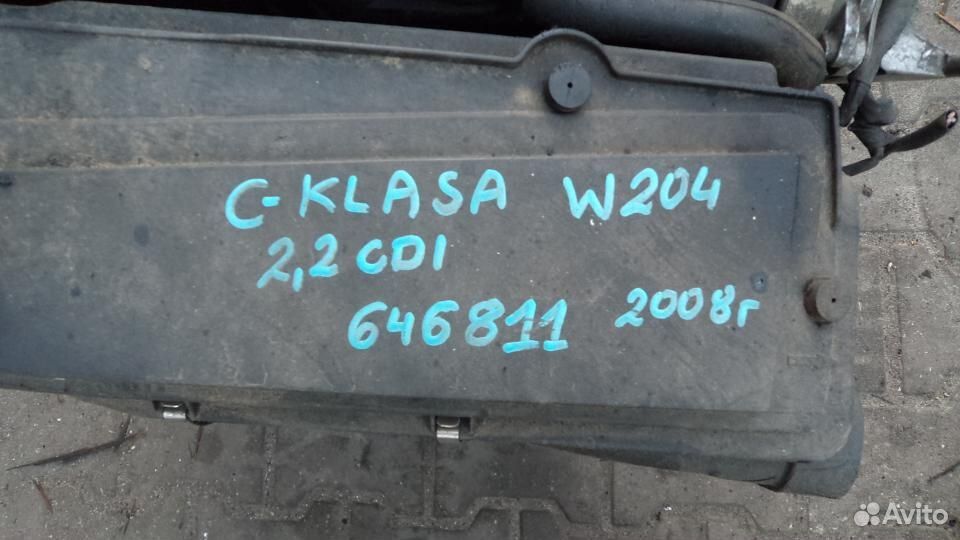 C-KLASA W204
2,2 CDI
646811 2008г
Avito